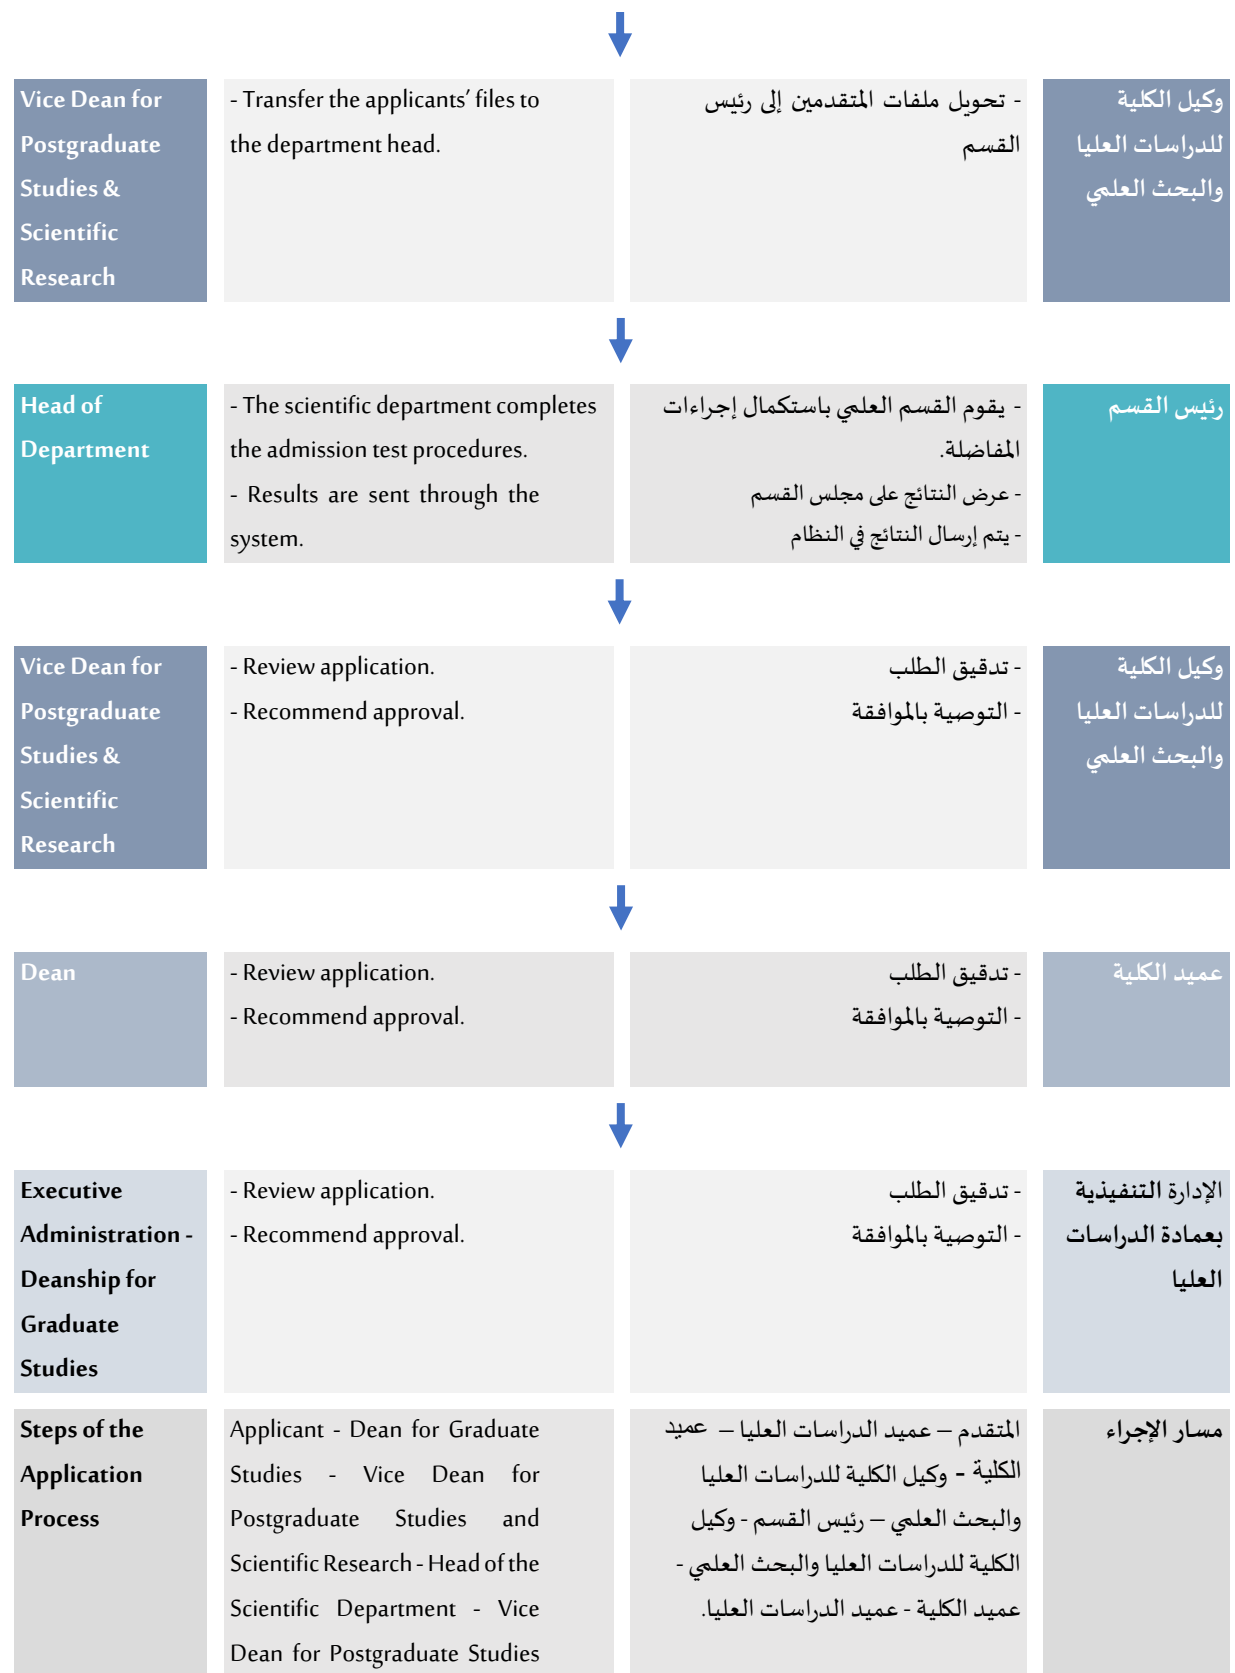 Vice Dean for
Postgraduate
Studies &
Scientific
Research
- Transfer the applicants' files to
the department head.
- تحويل ملفات المتقدمين إلى رئيس
القسم
وكيل الكلية
للدراسات العليا
والبحث العلمي
Head of
Department
- The scientific department completes
the admission test procedures.
- Results are sent through the
system.
- يقوم القسم العلمي باستكمال إجراءات
المفاضلة.
- عرض النتائج على مجلس القسم
- يتم إرسال النتائج في النظام
رئيس القسم
Vice Dean for
Postgraduate
Studies &
Scientific
Research
- Review application.
- Recommend approval.
- تدقيق الطلب
- التوصية بالموافقة
وكيل الكلية
للدراسات العليا
والبحث العلمي
Dean
- Review application.
- Recommend approval.
- تدقيق الطلب
- التوصية بالموافقة
عميد الكلية
Executive
Administration -
Deanship for
Graduate
Studies
- Review application.
- Recommend approval.
- تدقيق الطلب
- التوصية بالموافقة
الإدارة التنفيذية
بعمادة الدراسات
العليا
Steps of the
Application
Process
Applicant - Dean for Graduate
Studies - Vice Dean for
Postgraduate Studies and
Scientific Research - Head of the
Scientific Department - Vice
Dean for Postgraduate Studies
المتقدم – عميد الدراسات العليا – عميد
الكلية - وكيل الكلية للدراسات العليا
والبحث العلمي – رئيس القسم - وكيل
الكلية للدراسات العليا والبحث العلمي -
عميد الكلية - عميد الدراسات العليا.
مسار الإجراء